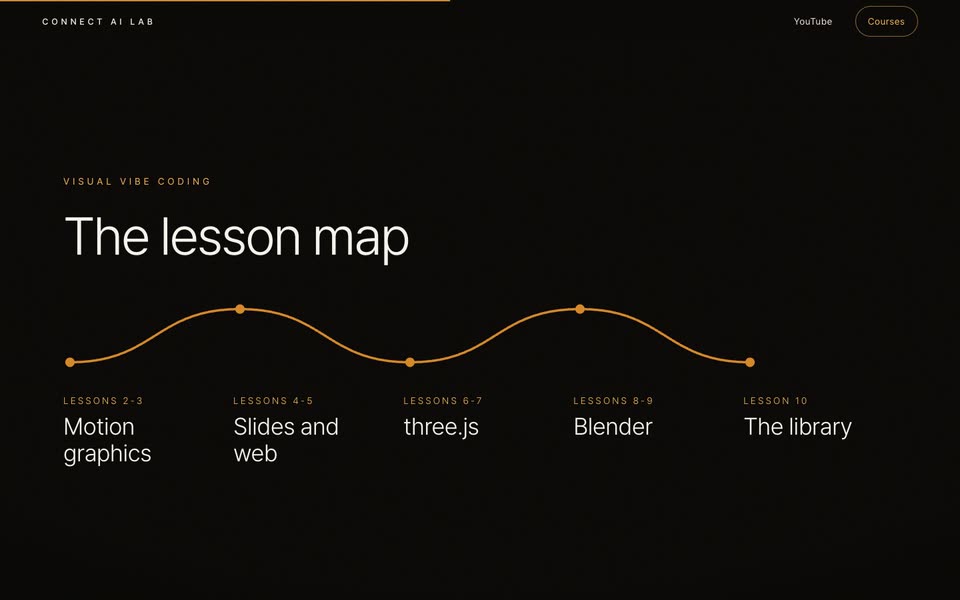 CONNECT AI LAB
YouTube
Courses
VISUAL VIBE CODING
The lesson map
LESSONS 2-3
Motion
graphics
LESSONS 4-5
Slides and
web
LESSONS 6-7
three.js
LESSONS 8-9
Blender
LESSON 10
The library